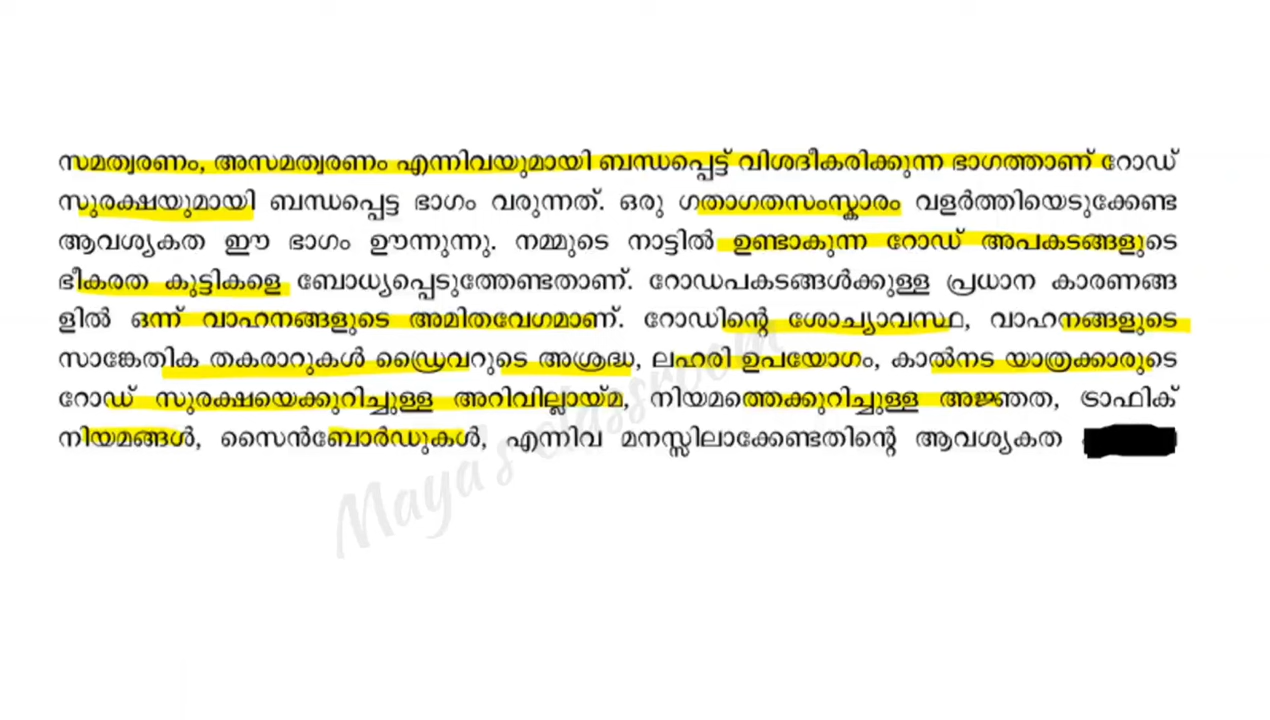 സമത്വരണം, അസമത്വരണം എന്നിവയുമായി ബന്ധപ്പെട്ട് വിശദീകരിക്കുന്ന ഭാഗത്താണ് റോഡ്
സുരക്ഷയുമായി ബന്ധപ്പെട്ട ഭാഗം വരുന്നത്. ഒരു ഗതാഗതസംസ്കാരം വളർത്തിയെടുക്കേണ്ട
ആവശ്യകത ഈ ഭാഗം ഊന്നുന്നു. നമ്മുടെ നാട്ടിൽ ഉണ്ടാകുന്ന റോഡ് അപകടങ്ങളുടെ
ഭീകരത കുട്ടികളെ ബോധ്യപ്പെടുത്തേണ്ടതാണ്. റോഡപകടങ്ങൾക്കുള്ള പ്രധാന കാരണങ്ങ
ളിൽ ഒന്ന് വാഹനങ്ങളുടെ അമിതവേഗമാണ്. റോഡിന്റെ ശോച്യാവസ്ഥ, വാഹനങ്ങളുടെ
സാങ്കേതിക തകരാറുകൾ ഡ്രൈവറുടെ അശ്രദ്ധ, ലഹരി ഉപയോഗം, കാൽനട യാത്രക്കാരുടെ
റോഡ് സുരക്ഷയെക്കുറിച്ചുള്ള അറിവില്ലായ്മ, നിയമത്തെക്കുറിച്ചുള്ള അജ്ഞത, ട്രാഫിക്
നിയമങ്ങൾ, സൈൻബോർഡുകൾ, എന്നിവ മനസ്സിലാക്കേണ്ടതിന്റെ ആവശ്യകത
Maya's classroom